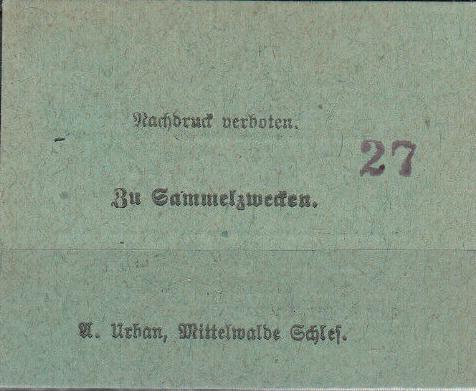 Nachdruck verboten.
27
Zu Sammelzwecken.
A. Urban, Mittelwalde Schles.